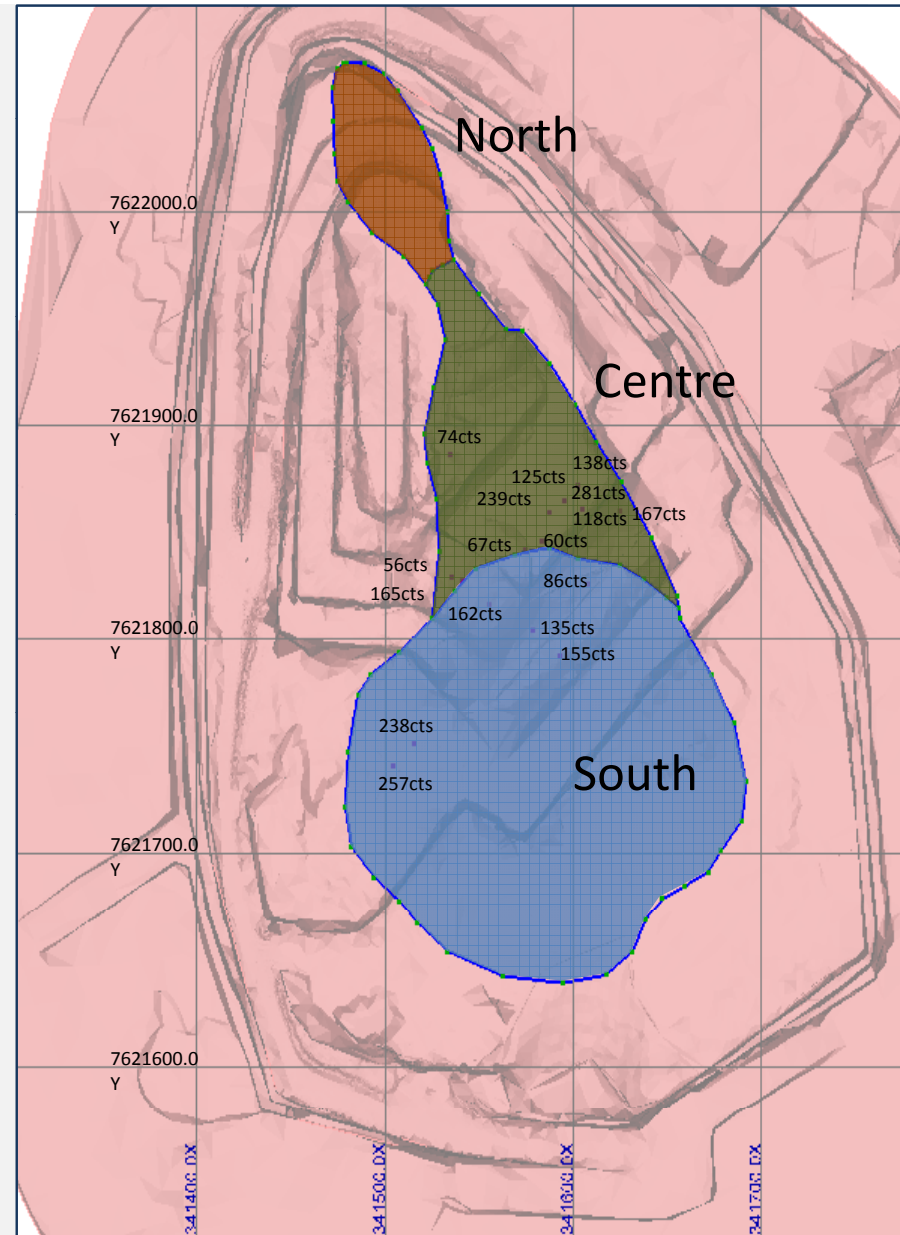 North
7622000.0
Y
Centre
7621900.0
Y
74cts
138cts
125cts
281cts
239cts
118cts
167cts
60cts
67cts
56cts
86cts
165cts
162cts
135cts
7621800.0
Y
155cts
238cts
South
257cts
7621700.0
Y
7621600.0
Y
341400.0X
341500.0X
341600.0X
341700.0X